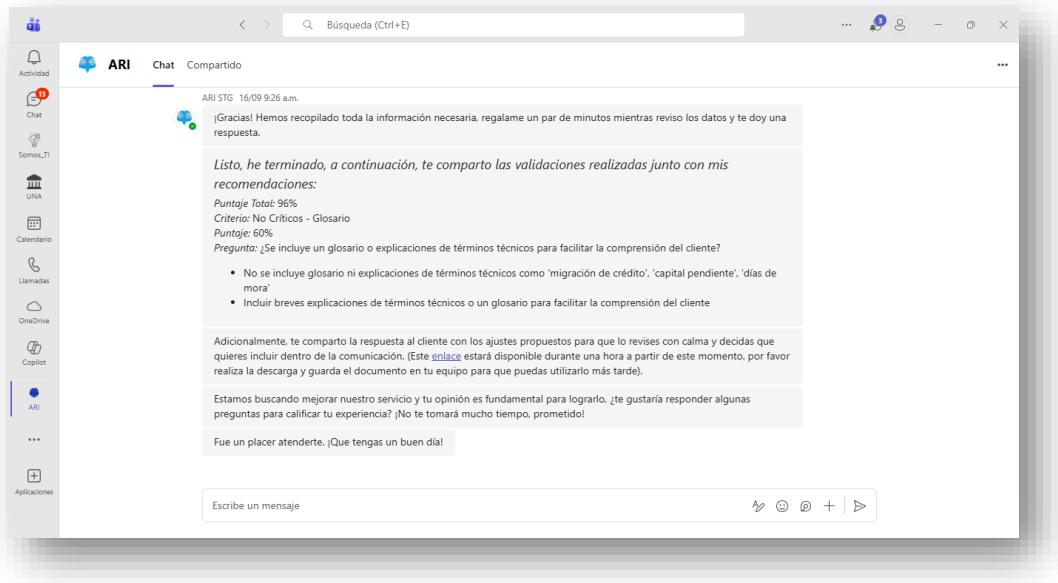 Búsqueda (Ctrl+E)
3
Actividad
13
Chat
Somos_TI
UNA
Calendario
Llamadas
OneDrive
Copilot
ARI
Aplicaciones
ARI Chat Compartido
ARI STG 16/09 9:26 a.m.
¡Gracias! Hemos recopilado toda la información necesaria, regalame un par de minutos mientras reviso los datos y te doy una
respuesta.
Listo, he terminado, a continuación, te comparto las validaciones realizadas junto con mis
recomendaciones:
Puntaje Total: 96%
Criterio: No Críticos - Glosario
Puntaje: 60%
Pregunta: ¿Se incluye un glosario o explicaciones de términos técnicos para facilitar la comprensión del cliente?
• No se incluye glosario ni explicaciones de términos técnicos como 'migración de crédito', 'capital pendiente', 'días de
mora'
• Incluir breves explicaciones de términos técnicos o un glosario para facilitar la comprensión del cliente
Adicionalmente, te comparto la respuesta al cliente con los ajustes propuestos para que lo revises con calma y decidas que
quieres incluir dentro de la comunicación. (Este enlace estará disponible durante una hora a partir de este momento, por favor
realiza la descarga y guarda el documento en tu equipo para que puedas utilizarlo más tarde).
Estamos buscando mejorar nuestro servicio y tu opinión es fundamental para lograrlo, ¿te gustaría responder algunas
preguntas para calificar tu experiencia? ¡No te tomará mucho tiempo, prometido!
Fue un placer atenderte. ¡Que tengas un buen día!
Escribe un mensaje